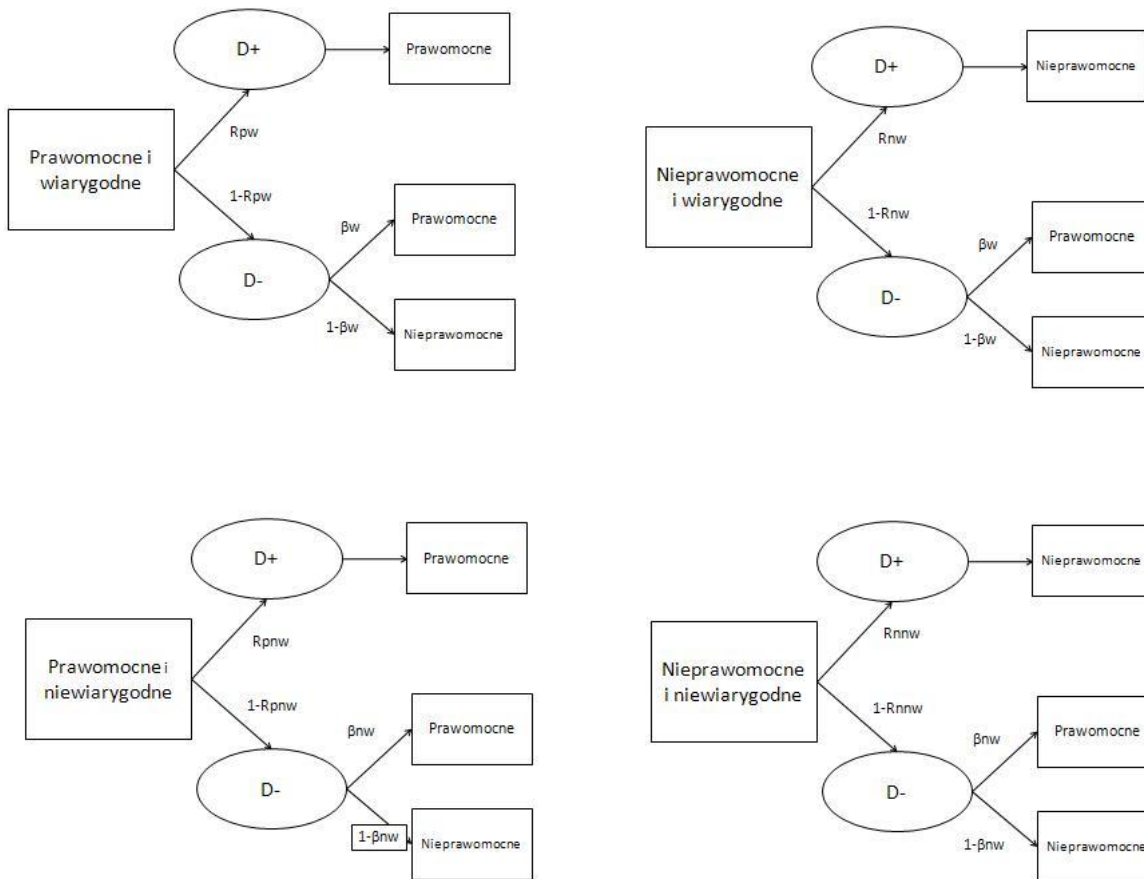 D+
Prawomocne
Rpw
Prawomocne i
wiarygodne
1-Rpw
βw
Prawomocne
D-
1-βw
Nieprawomocne
D+
Nieprawomocne
Rnw
Nieprawomocne
i wiarygodne
1-Rnw
βw
Prawomocne
D-
1-βw
Nieprawomocne
D+
Prawomocne
Rpnw
Prawomocne i
niewiarygodne
1-Rpnw
βnw
Prawomocne
D-
1-βnw
Nieprawomocne
D+
Nieprawomocne
Rnnw
Nieprawomocne
i niewiarygodne
1-Rnnw
βnw
Prawomocne
D-
1-βnw
Nieprawomocne